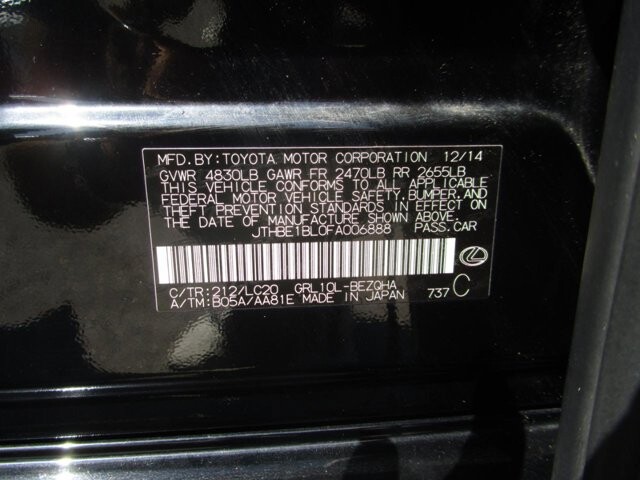 MFD.BY:TOYOTA MOTOR CORPORATION 12/14
GVWR 4830LB GAWR FR 2470LB RR 2655LB
THIS VEHICLE CONFORMS TO ALL APPLICABLE
FEDERAL MOTOR VEHICLE SAFETY, BUMPER, AND
THEFT PREVENTION STANDARDS IN EFFECT ON
THE DATE OF MANUFACTURE SHOWN ABOVE.
JTHBE1BL0FA006888 PASS.CAR
C/TR:212/LC20 GRL10L-BEZQHA
A/TM:B05A/AA81E MADE IN JAPAN 737 C